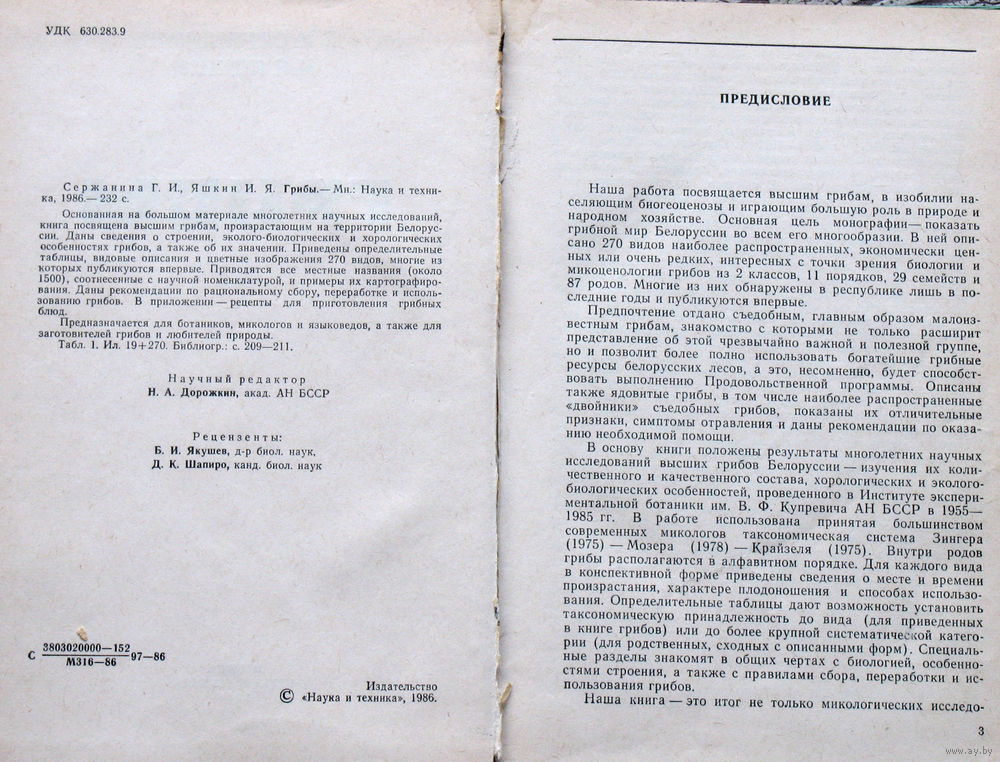 УДК 630.283.9
Сержанина Г. И., Яшкин И. Я. Грибы.— Мн.: Наука и техни-
ка, 1986.— 232 с.
Основанная на большом материале многолетних научных исследований,
книга посвящена высшим грибам, произрастающим на территории Белорус-
сии. Даны сведения о строении, эколого-биологических и хорологических
особенностях грибов, а также об их значении. Приведены определительные
таблицы, видовые описания и цветные изображения 270 видов, многие из
которых публикуются впервые. Приводятся все местные названия (около
1500), соотнесенные с научной номенклатурой, и примеры их картографиро-
вания. Даны рекомендации по рациональному сбору, переработке и исполь-
зованию грибов. В приложении — рецепты для приготовления грибных
блюд.
Предназначается для ботаников, микологов и языковедов, а также для
заготовителей грибов и любителей природы.
Табл. 1. Ил. 19+270. Библиогр.: с. 209—211.
Научный редактор
Н. А. Дорожкин, акад. АН БССР
Рецензенты:
Б. И. Якушев, д-р биол. наук,
Д. К. Шапиро, канд. биол. наук
С 3803020000—152
М316—86 97—86
Издательство
© «Наука и техника», 1986.
ПРЕДИСЛОВИЕ
Наша работа посвящается высшим грибам, в изобилии на-
селяющим биогеоценозы и играющим большую роль в природе и
народном хозяйстве. Основная цель монографии — показать
грибной мир Белоруссии во всем его многообразии. В ней опи-
сано 270 видов наиболее распространенных, экономически цен-
ных или очень редких, интересных с точки зрения биологии и
микоценологии грибов из 2 классов, 11 порядков, 29 семейств и
87 родов. Многие из них обнаружены в республике лишь в по-
следние годы и публикуются впервые.
Предпочтение отдано съедобным, главным образом малоиз-
вестным грибам, знакомство с которыми не только расширит
представление об этой чрезвычайно важной и полезной группе,
но и позволит более полно использовать богатейшие грибные
ресурсы белорусских лесов, а это, несомненно, будет способст-
вовать выполнению Продовольственной программы. Описаны
также ядовитые грибы, в том числе наиболее распространенные
«двойники» съедобных грибов, показаны их отличительные
признаки, симптомы отравления и даны рекомендации по оказа-
нию необходимой помощи.
В основу книги положены результаты многолетних научных
исследований высших грибов Белоруссии — изучения их коли-
чественного и качественного состава, хорологических и эколого-
биологических особенностей, проведенного в Институте экспери-
ментальной ботаники им. В. Ф. Купревича АН БССР в 1955—
1985 гг. В работе использована принятая большинством
современных микологов таксономическая система Зингера
(1975) — Мозера (1978) — Крайзеля (1975). Внутри родов
грибы располагаются в алфавитном порядке. Для каждого вида
в конспективной форме приведены сведения о месте и времени
произрастания, характере плодоношения и способах использо-
вания. Определительные таблицы дают возможность установить
таксономическую принадлежность до вида (для приведенных
в книге грибов) или до более крупной систематической катего-
рии (для родственных, сходных с описанными форм). Специаль-
ные разделы знакомят в общих чертах с биологией, особенно-
стями строения, а также с правилами сбора, переработки и ис-
пользования грибов.
Наша книга — это итог не только микологических исследо-
3
www.ay.by